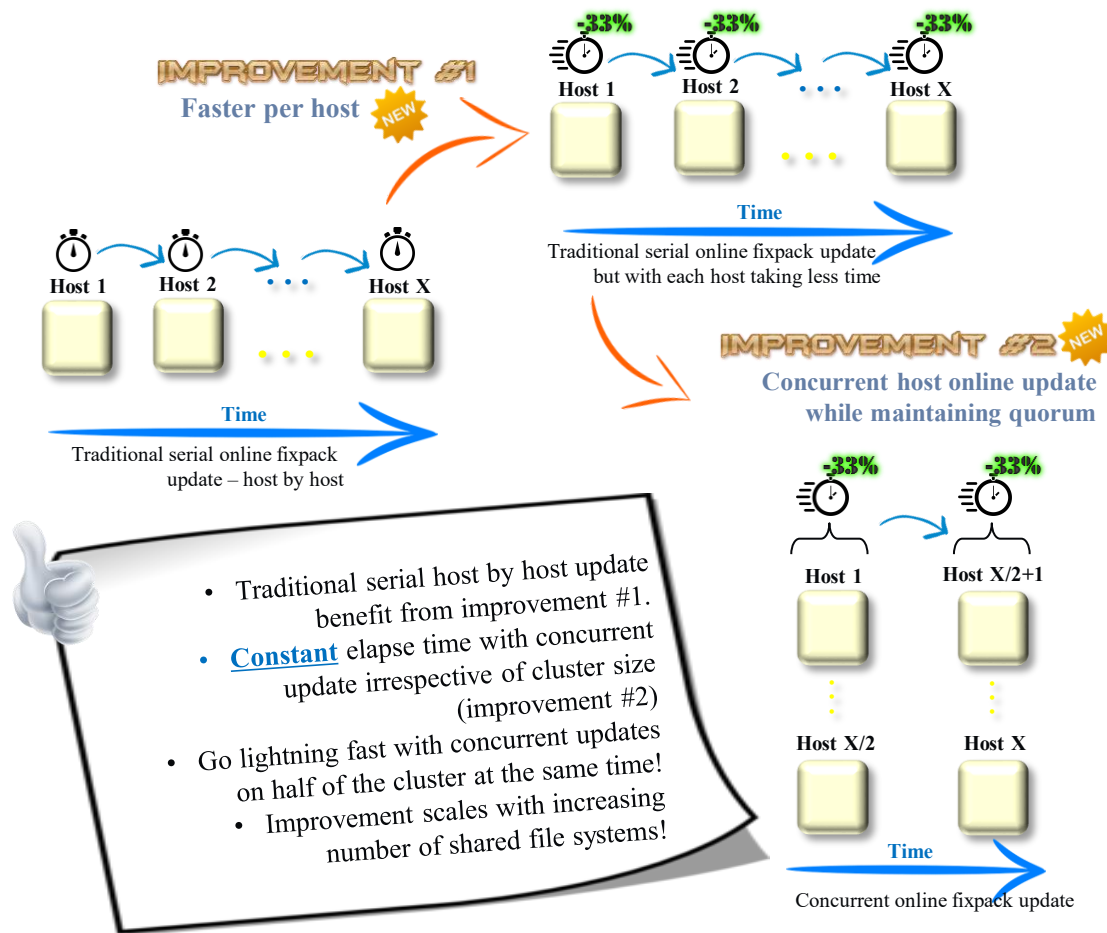 -33%
-33%
-33%
IMPROVEMENT #1
Faster per host
NEW
Host 1
Host 2
Host X
Time
Traditional serial online fixpack update
but with each host taking less time
Host 1
Host 2
Host X
Time
Traditional serial online fixpack
update – host by host
IMPROVEMENT #2
NEW
Concurrent host online update
while maintaining quorum
-33%
-33%
Host 1
Host X/2+1
Host X/2
Host X
Time
Concurrent online fixpack update
• Traditional serial host by host update
benefit from improvement #1.
• Constant elapse time with concurrent
update irrespective of cluster size
(improvement #2)
• Go lightning fast with concurrent updates
on half of the cluster at the same time!
• Improvement scales with increasing
number of shared file systems!